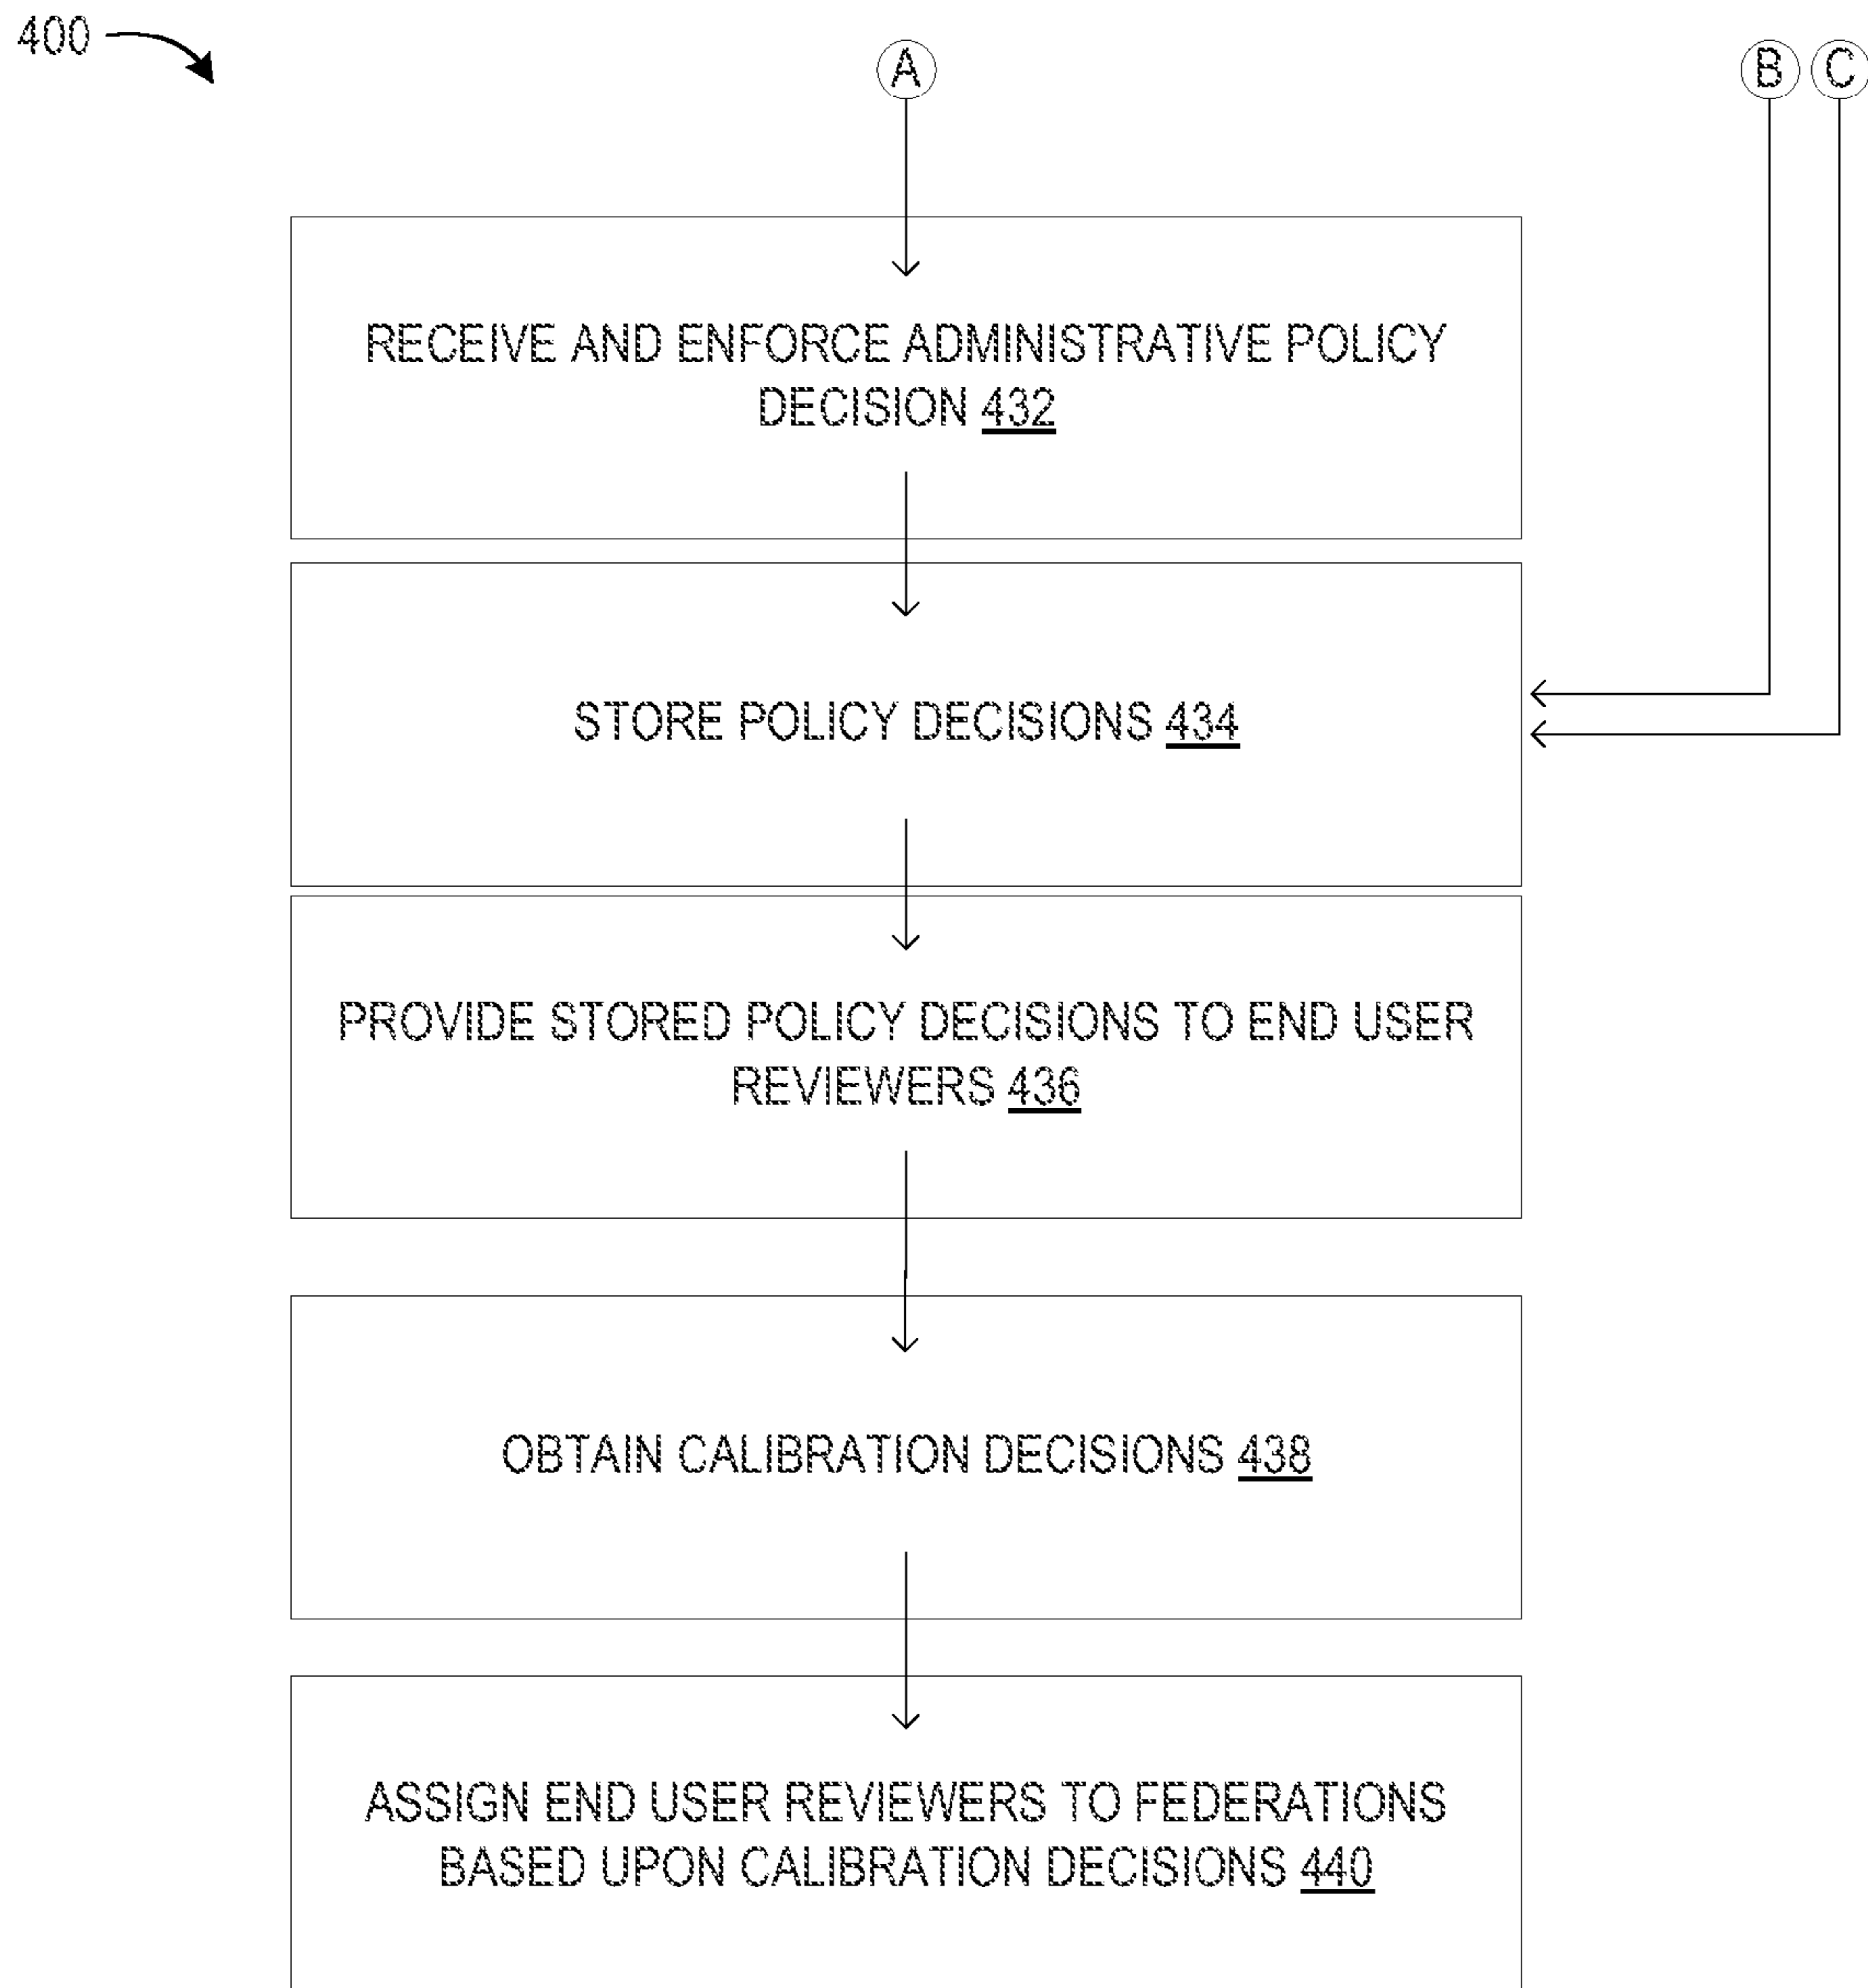 400
A
B C
RECEIVE AND ENFORCE ADMINISTRATIVE POLICY
DECISION 432
STORE POLICY DECISIONS 434
PROVIDE STORED POLICY DECISIONS TO END USER
REVIEWERS 436
OBTAIN CALIBRATION DECISIONS 438
ASSIGN END USER REVIEWERS TO FEDERATIONS
BASED UPON CALIBRATION DECISIONS 440